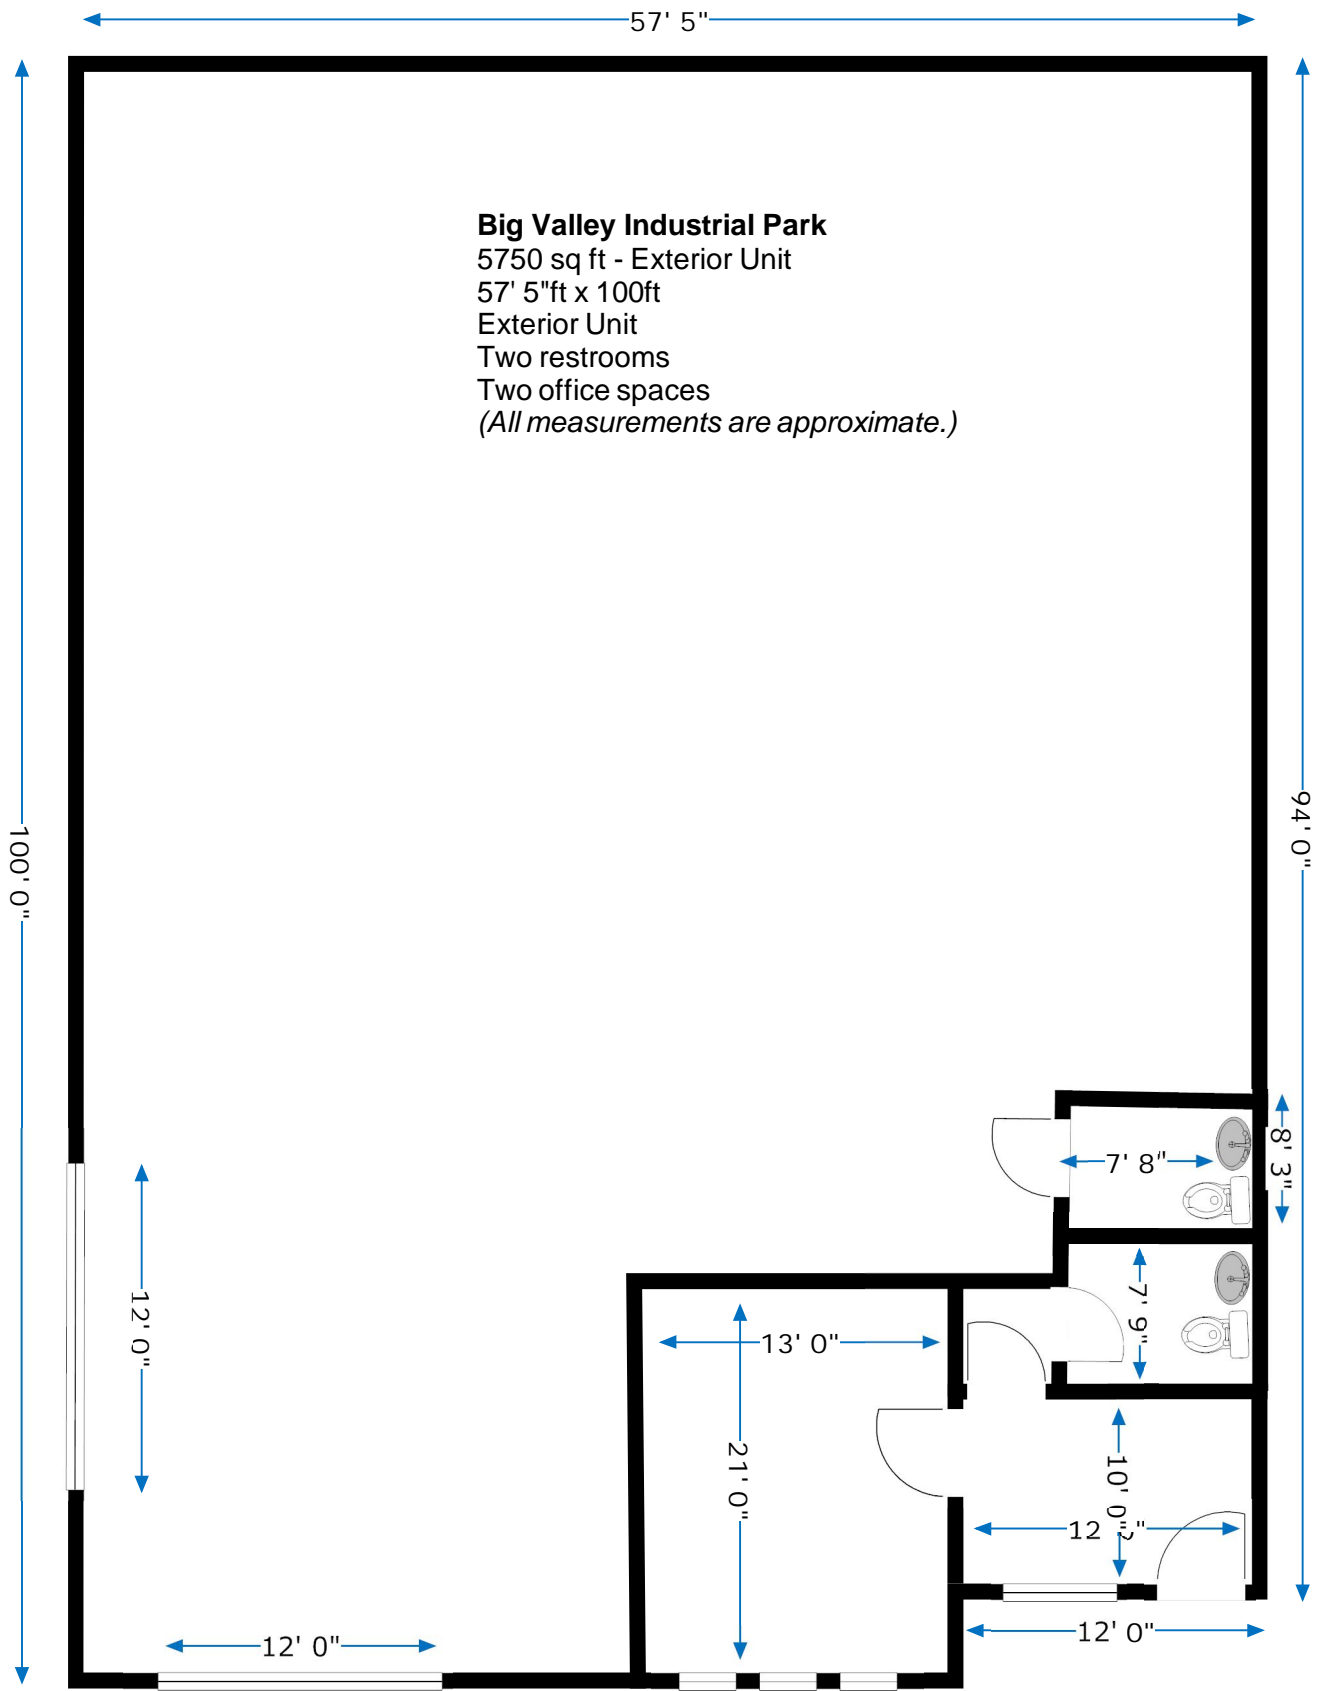 57' 5"
Big Valley Industrial Park
5750 sq ft - Exterior Unit
57' 5"ft x 100ft
Exterior Unit
Two restrooms
Two office spaces
(All measurements are approximate.)
100' 0"
94' 0"
7' 8"
8' 3"
12' 0"
7' 9"
13' 0"
21' 0"
10' 0"
12
12' 0"
12' 0"